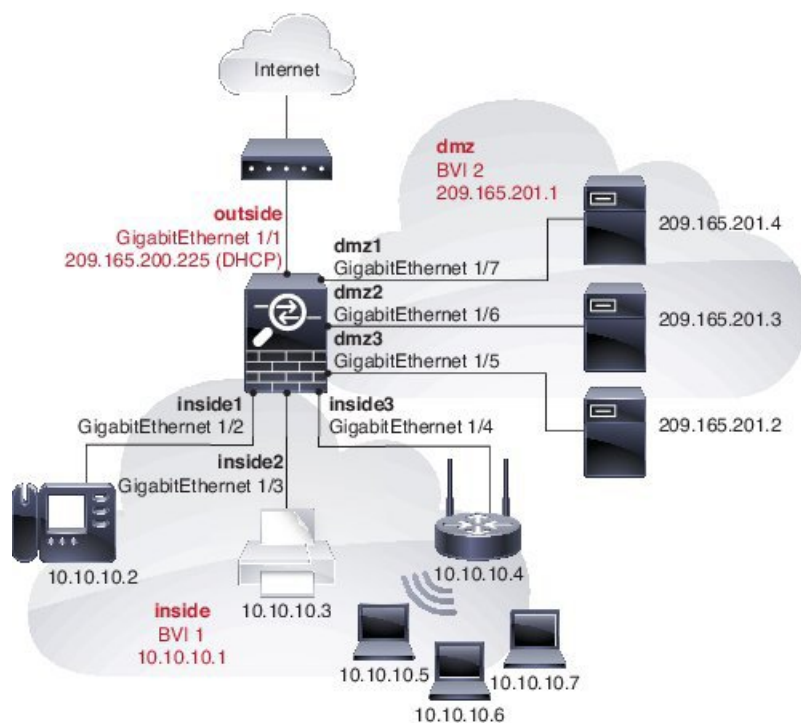 Internet
outside
GigabitEthernet 1/1
209.165.200.225 (DHCP)
dmz
BVI 2
209.165.201.1
dmz1
GigabitEthernet 1/7
209.165.201.4
dmz2
GigabitEthernet 1/6
209.165.201.3
dmz3
GigabitEthernet 1/5
209.165.201.2
inside1
GigabitEthernet 1/2
inside3
GigabitEthernet 1/4
inside2
GigabitEthernet 1/3
10.10.10.2
10.10.10.3
10.10.10.4
inside
BVI 1
10.10.10.1
10.10.10.5
10.10.10.6
10.10.10.7